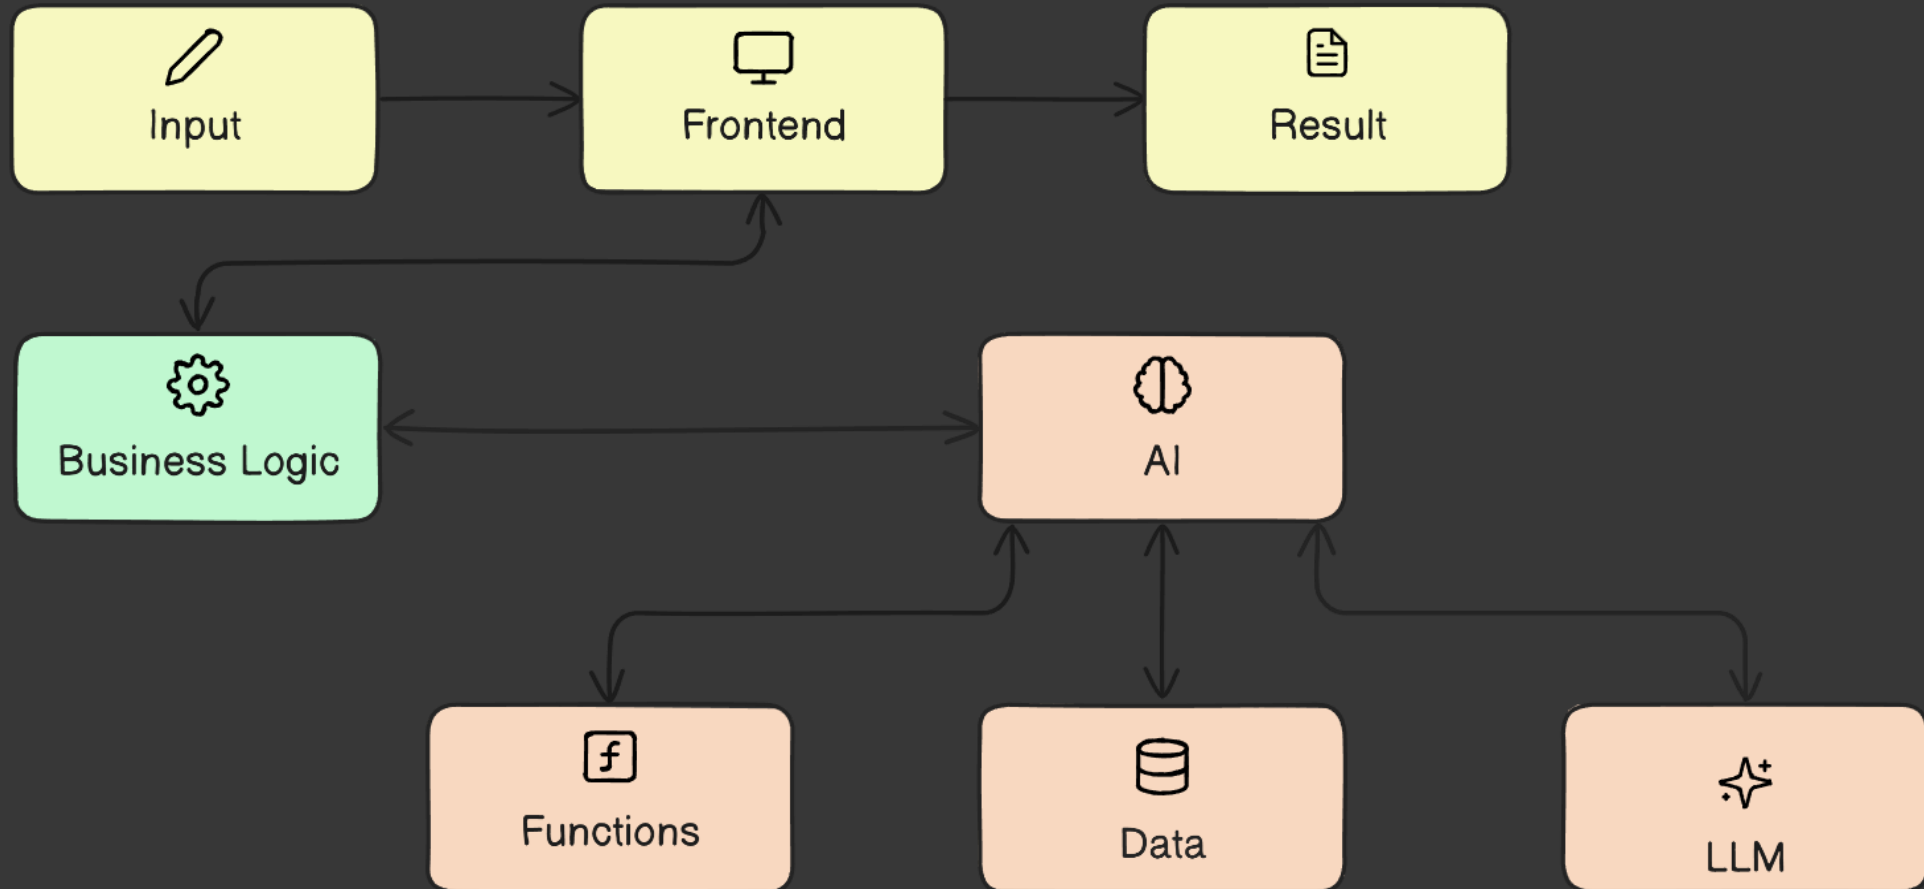 Input
Frontend
Result
Business Logic
AI
Functions
Data
LLM